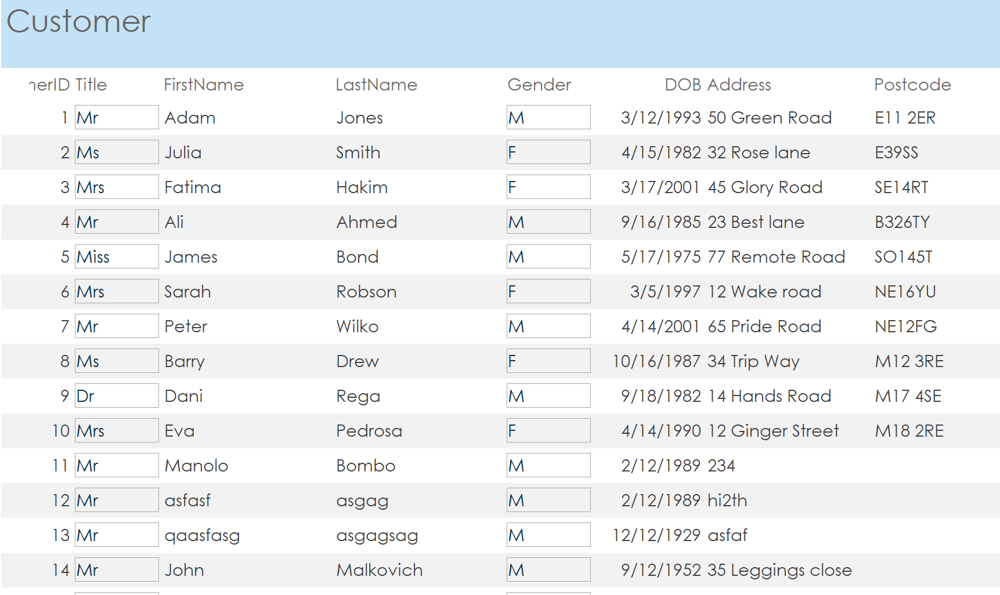 Customer
nerID Title FirstName LastName Gender DOB Address Postcode
1 Mr Adam Jones M 3/12/1993 50 Green Road E11 2ER
2 Ms Julia Smith F 4/15/1982 32 Rose lane E39SS
3 Mrs Fatima Hakim F 3/17/2001 45 Glory Road SE14RT
4 Mr Ali Ahmed M 9/16/1985 23 Best lane B326TY
5 Miss James Bond M 5/17/1975 77 Remote Road SO145T
6 Mrs Sarah Robson F 3/5/1997 12 Wake road NE16YU
7 Mr Peter Wilko M 4/14/2001 65 Pride Road NE12FG
8 Ms Barry Drew F 10/16/1987 34 Trip Way M12 3RE
9 Dr Dani Rega M 9/18/1982 14 Hands Road M17 4SE
10 Mrs Eva Pedrosa F 4/14/1990 12 Ginger Street M18 2RE
11 Mr Manolo Bombo M 2/12/1989 234
12 Mr asfasf asgag M 2/12/1989 hi2th
13 Mr qaasfasg asgagsag M 12/12/1929 asfaf
14 Mr John Malkovich M 9/12/1952 35 Leggings close